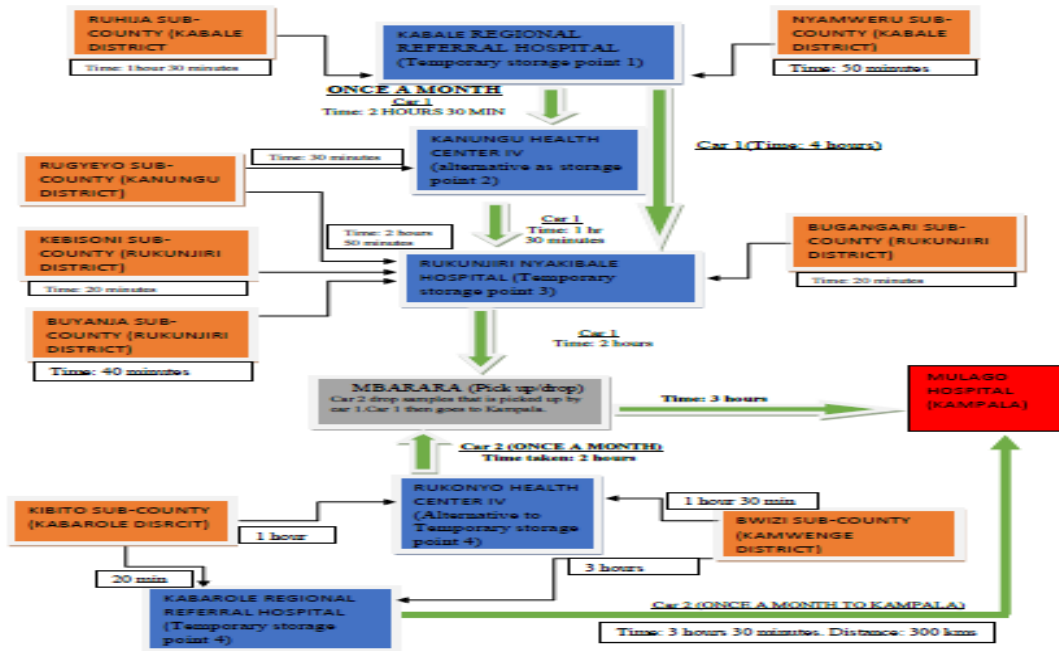 RUHIJA SUB-
COUNTY (KABALE
DISTRICT
Time: 1hour 30 minutes
KABALE REGIONAL
REFERRAL HOSPITAL
(Temporary storage point 1)
NYAMWERU SUB-
COUNTY (KABALE
DISTRICT)
Time: 50 minutes
ONCE A MONTH
Car 1
Time: 2 HOURS 30 MIN
Car 1(Time: 4 hours)
RUGYEYO SUB-
COUNTY (KANUNGU
DISTRICT)
Time: 30 minutes
KANUNGU HEALTH
CENTER IV
(alternative as storage
point 2)
Time: 2 hours
50 minutes
Car 1
Time: 1 hr
30 minutes
KEBISONI SUB-
COUNTY (RUKUNJIRI
DISTRICT)
Time: 20 minutes
RUKUNJIRI NYAKIBALE
HOSPITAL (Temporary
storage point 3)
BUGANGARI SUB-
COUNTY (RUKUNJIRI
DISTRICT)
Time: 20 minutes
BUYANJA SUB-
COUNTY (RUKUNJIRI
DISTRICT)
Time: 40 minutes
Car 1
Time: 2 hours
MBARARA (Pick up/drop)
Car 2 drop samples that is picked up by
car 1.Car 1 then goes to Kampala.
Time: 3 hours
MULAGO
HOSPITAL
(KAMPALA)
Car 2 (ONCE A MONTH)
Time taken: 2 hours
RUKONYO HEALTH
CENTER IV
(Alternative to
Temporary storage
point 4)
KIBITO SUB-COUNTY
(KABAROLE DISRCIT)
1 hour
1 hour 30 min
BWIZI SUB-COUNTY
(KAMWENGE
DISTRICT)
20 min
3 hours
KABAROLE REGIONAL
REFERRAL HOSPITAL
(Temporary storage
point 4)
Car 2 (ONCE A MONTH TO KAMPALA)
Time: 3 hours 30 minutes. Distance: 300 kms